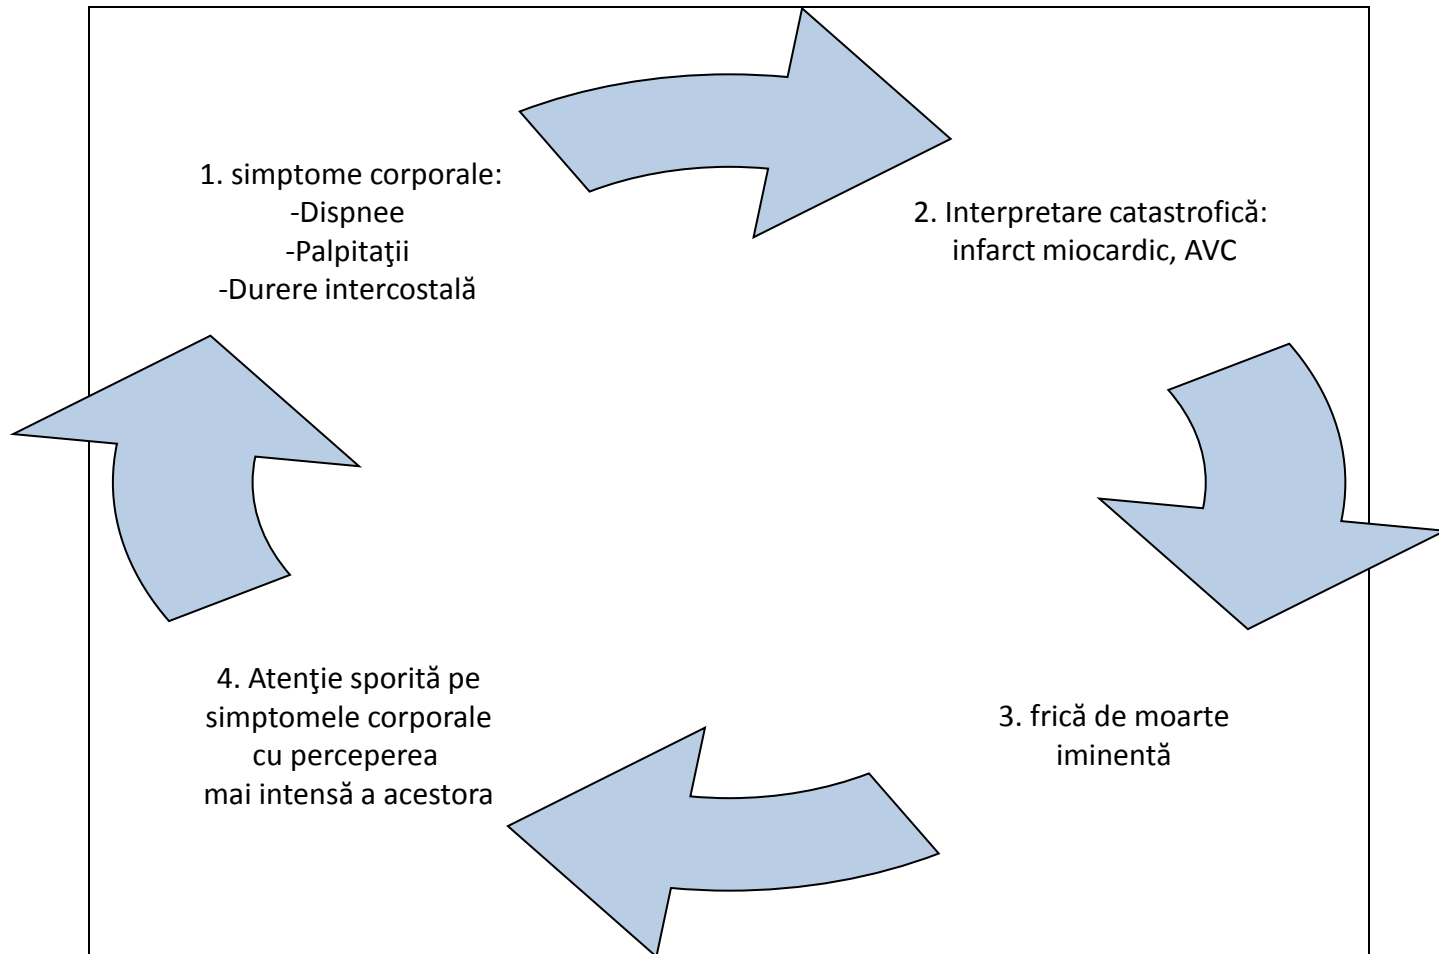 1. simptome corporale:
-Dispnee
-Palpitaţii
-Durere intercostală
2. Interpretare catastrofică:
infarct miocardic, AVC
3. frică de moarte
iminentă
4. Atenţie sporită pe
simptomele corporale
cu perceperea
mai intensă a acestora